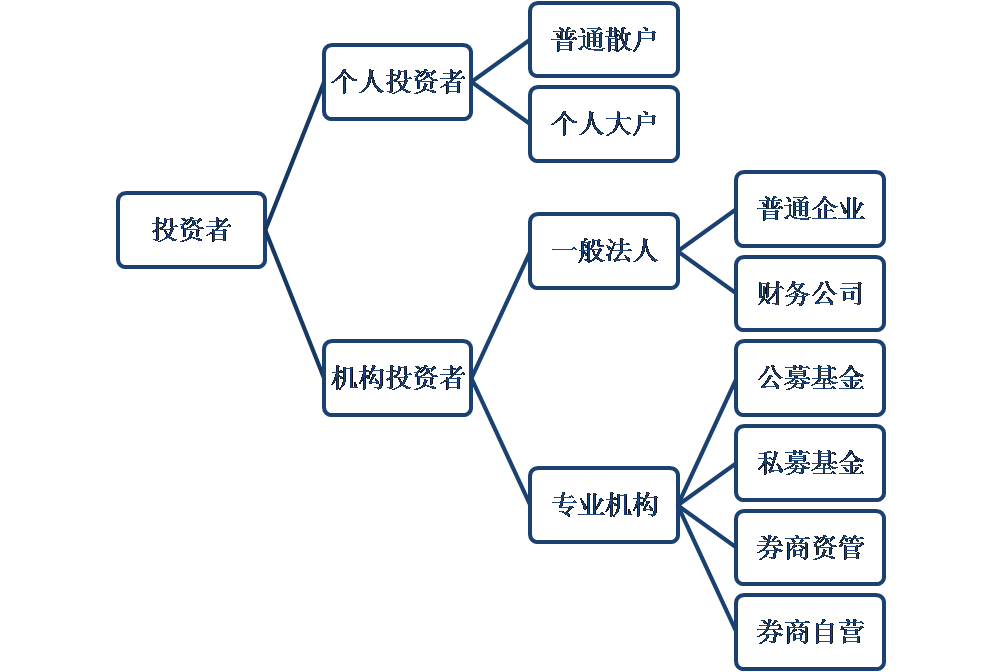 投资者
个人投资者
普通散户
个人大户
机构投资者
一般法人
普通企业
财务公司
专业机构
公募基金
私募基金
券商资管
券商自营